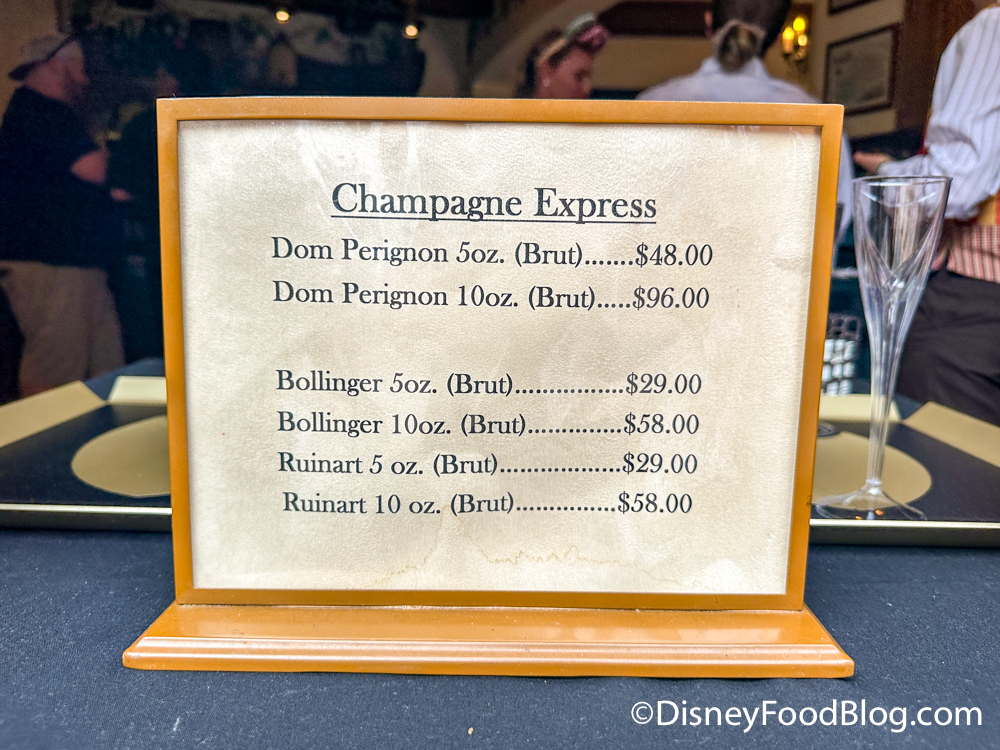 Champagne Express
Dom Perignon 5oz. (Brut).......$48.00
Dom Perignon 10oz. (Brut).....$96.00
Bollinger 5oz. (Brut)................$29.00
Bollinger 10oz. (Brut)..............$58.00
Ruinart 5 oz. (Brut)..................$29.00
Ruinart 10 oz. (Brut)...............$58.00
©DisneyFoodBlog.com